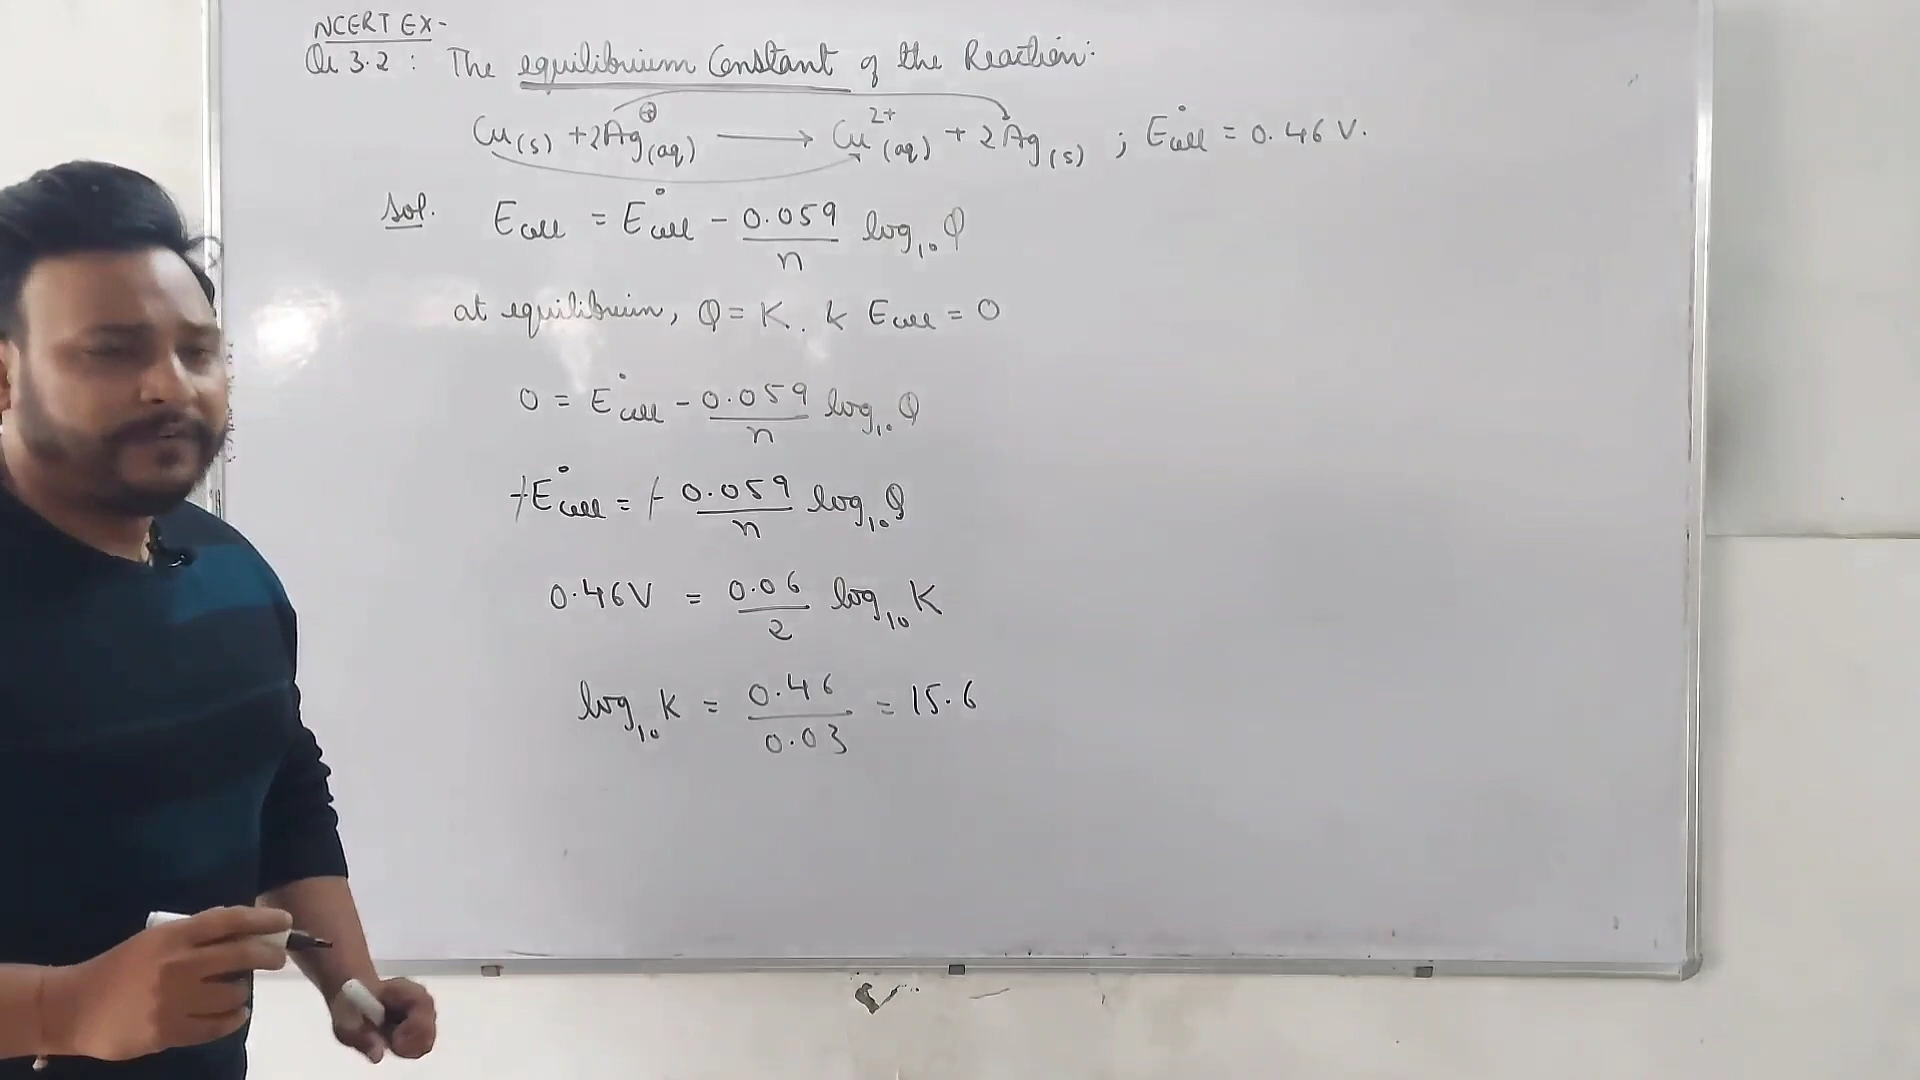 NCERT EX-
Qu 3.2 : The equilibrium Constant of the Reaction:
Cu(s) + 2Ag⊕(aq) ⟶ Cu²⁺(aq) + 2Ag(s) ; E°cell = 0.46 V.
Sol. Ecell = E°cell - 0.059/n log₁₀ Q
at equilibrium, Q = K. & Ecell = 0
0 = E°cell - 0.059/n log₁₀ Q
-E°cell = - 0.059/n log₁₀ Q
0.46V = 0.06/2 log₁₀ K
log₁₀ K = 0.46/0.03 = 15.6